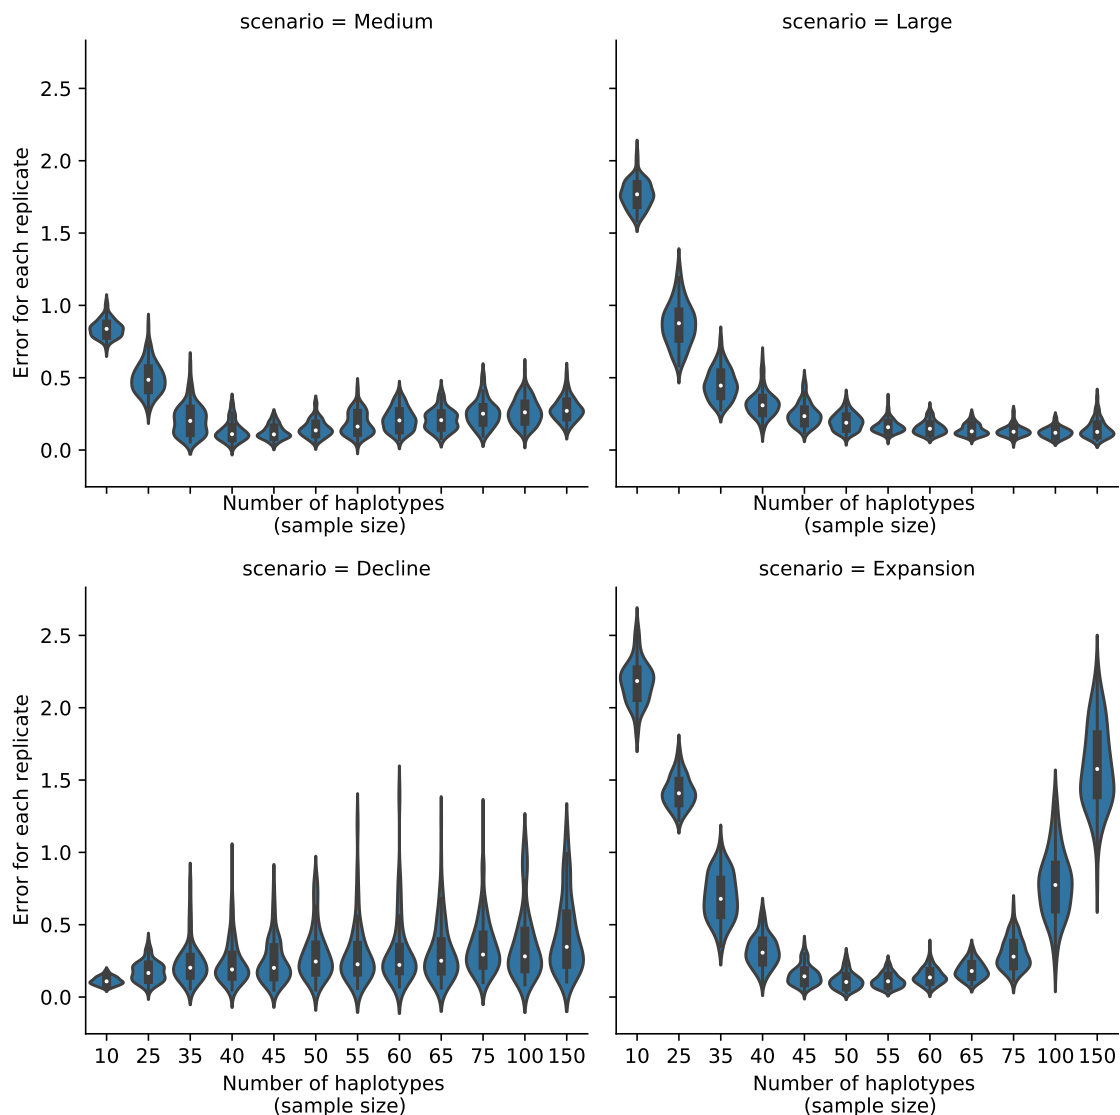 scenario = Medium
scenario = Large
2.5
2.0
1.5
1.0
0.5
0.0
Error for each replicate
Number of haplotypes
(sample size)
Number of haplotypes
(sample size)
scenario = Decline
scenario = Expansion
2.5
2.0
1.5
1.0
0.5
0.0
Error for each replicate
10 25 35 40 45 50 55 60 65 75 100 150
10 25 35 40 45 50 55 60 65 75 100 150
Number of haplotypes
(sample size)
Number of haplotypes
(sample size)